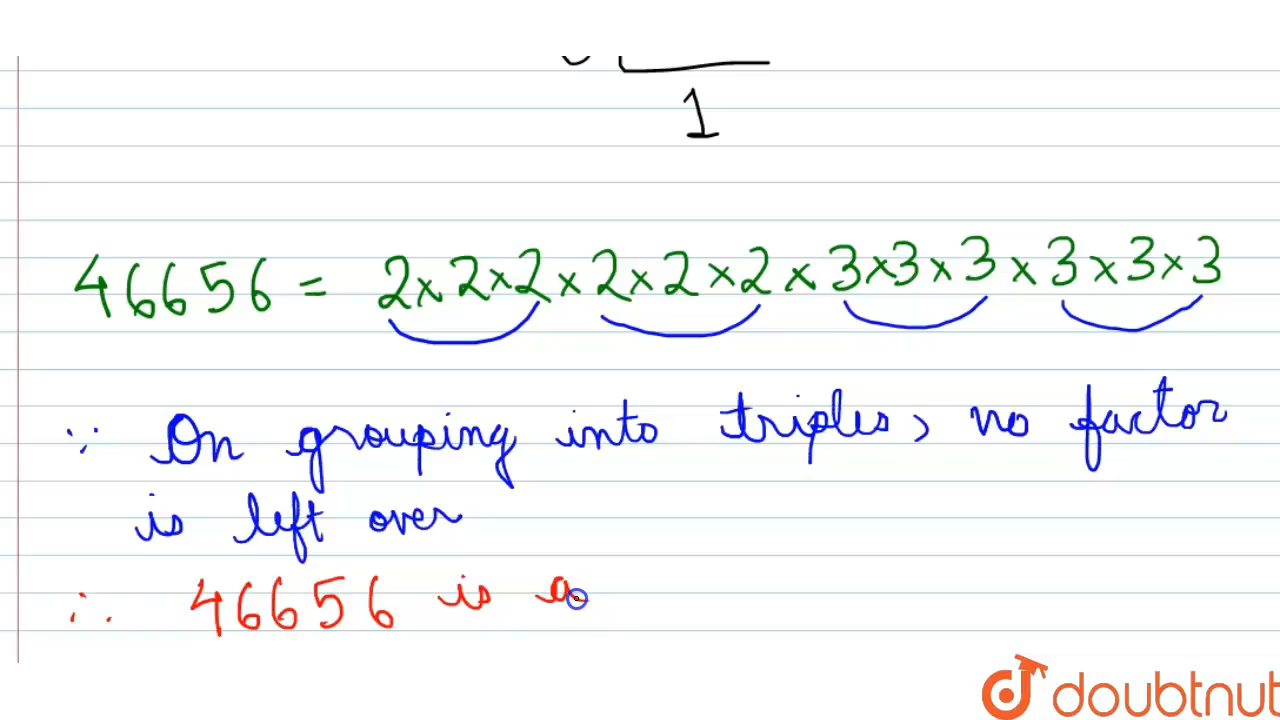 1
46656 = 2×2×2×2×2×2×3×3×3×3×3×3
∵ On grouping into triples, no factor
is left over
∴ 46656 is a
doubtnut